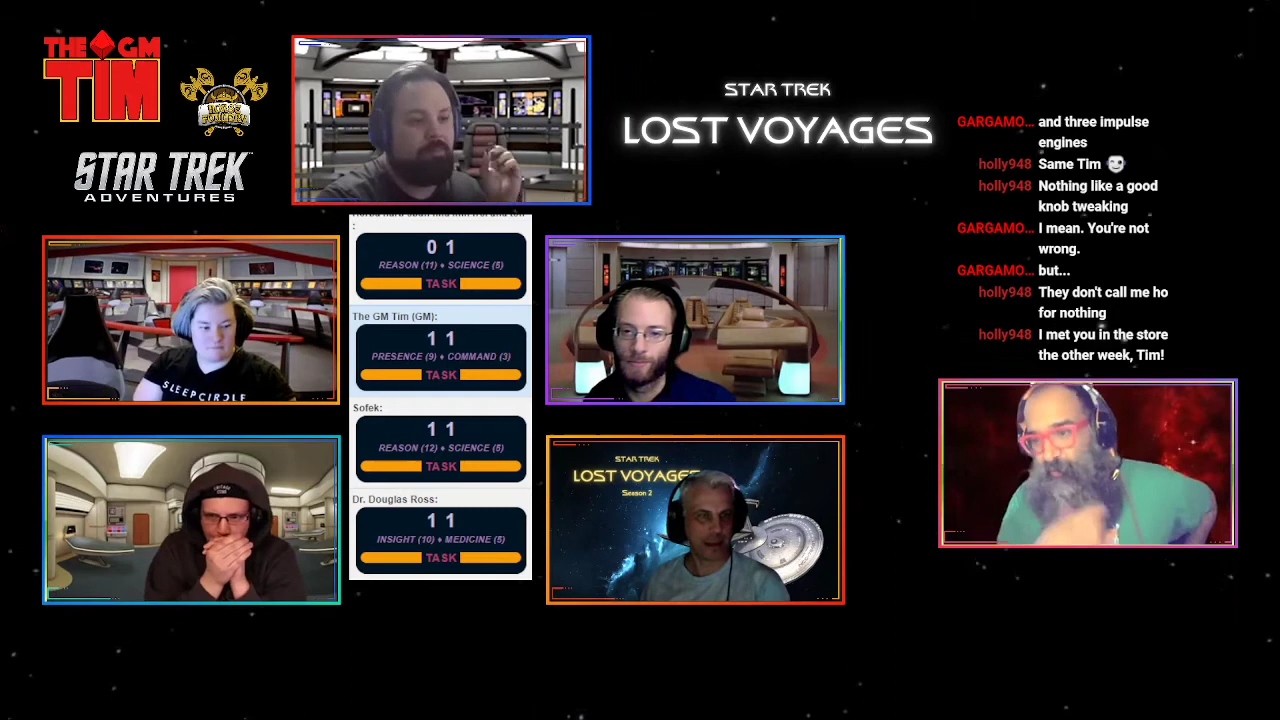 THE GM
TIM
STAR TREK
ADVENTURES
STAR TREK
LOST VOYAGES
GARGAMO... and three impulse
engines
holly948 Same Tim
holly948 Nothing like a good
knob tweaking
GARGAMO... I mean. You're not
wrong.
GARGAMO... but...
holly948 They don't call me ho
for nothing
holly948 I met you in the store
the other week, Tim!
:
0 1
REASON (11) ♦ SCIENCE (5)
TASK
The GM Tim (GM):
1 1
PRESENCE (9) ♦ COMMAND (3)
TASK
Sofek:
1 1
REASON (12) ♦ SCIENCE (5)
TASK
Dr. Douglas Ross:
1 1
INSIGHT (10) ♦ MEDICINE (5)
TASK
SLEEPCIRCLE
STAR TREK
LOST VOYAGES
Season 2